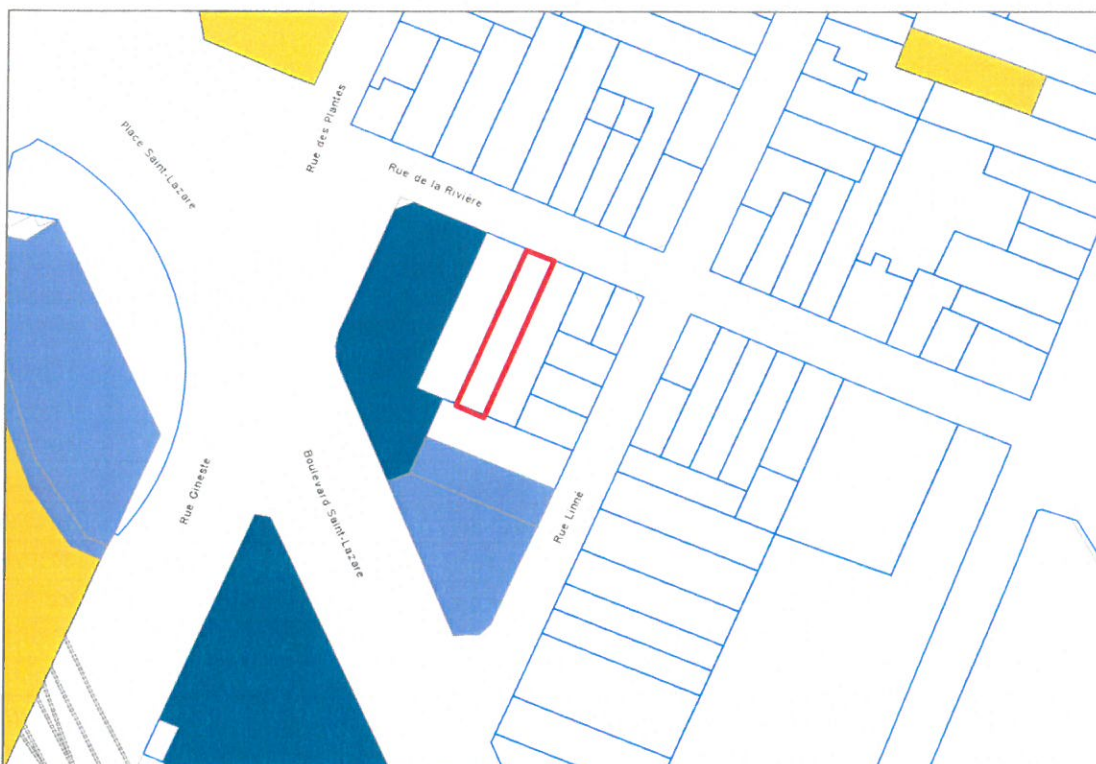 Place Saint-Lazare
Rue des Plantes
Rue de la Rivière
Rue Gineste
Boulevard Saint-Lazare
Rue Linné